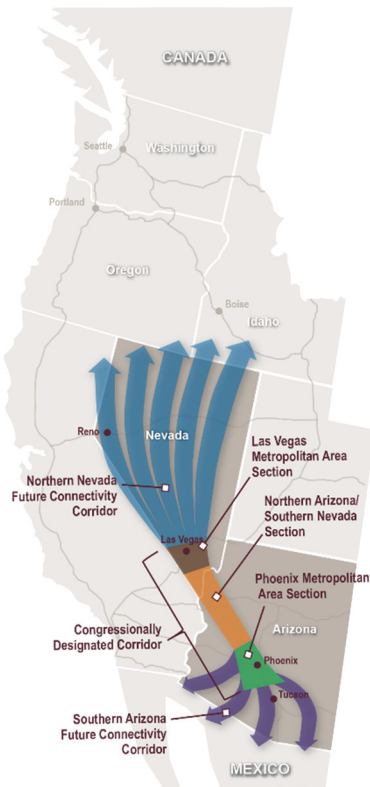 CANADA
Seattle
Washington
Portland
Oregon
Boise
Idaho
Reno
Nevada
Las Vegas
Metropolitan Area
Section
Northern Nevada
Future Connectivity
Corridor
Northern Arizona/
Southern Nevada
Section
Las Vegas
Phoenix Metropolitan
Area Section
Congressionally
Designated Corridor
Arizona
Phoenix
Tucson
Southern Arizona
Future Connectivity
Corridor
MEXICO